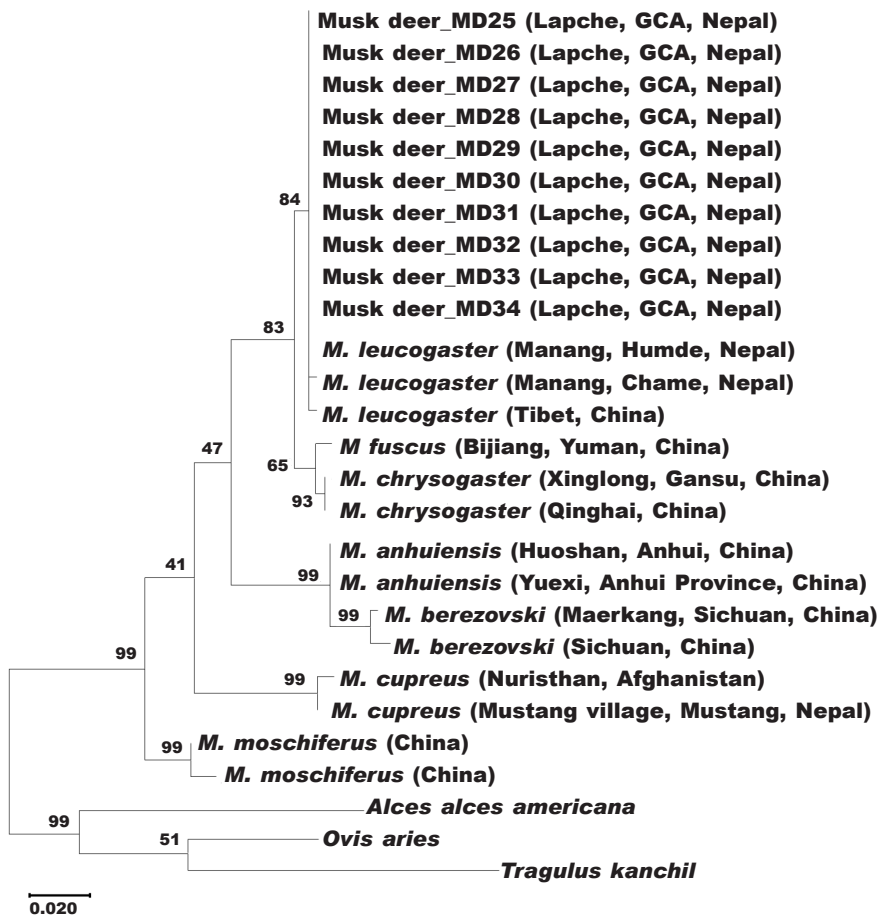 Musk deer_MD25 (Lapche, GCA, Nepal)
Musk deer_MD26 (Lapche, GCA, Nepal)
Musk deer_MD27 (Lapche, GCA, Nepal)
Musk deer_MD28 (Lapche, GCA, Nepal)
Musk deer_MD29 (Lapche, GCA, Nepal)
Musk deer_MD30 (Lapche, GCA, Nepal)
84
Musk deer_MD31 (Lapche, GCA, Nepal)
Musk deer_MD32 (Lapche, GCA, Nepal)
Musk deer_MD33 (Lapche, GCA, Nepal)
Musk deer_MD34 (Lapche, GCA, Nepal)
83
M. leucogaster (Manang, Humde, Nepal)
M. leucogaster (Manang, Chame, Nepal)
M. leucogaster (Tibet, China)
47
M fuscus (Bijiang, Yuman, China)
65
M. chrysogaster (Xinglong, Gansu, China)
93
M. chrysogaster (Qinghai, China)
M. anhuiensis (Huoshan, Anhui, China)
41
99
M. anhuiensis (Yuexi, Anhui Province, China)
99
M. berezovski (Maerkang, Sichuan, China)
M. berezovski (Sichuan, China)
99
99
M. cupreus (Nuristhan, Afghanistan)
M. cupreus (Mustang village, Mustang, Nepal)
99
M. moschiferus (China)
M. moschiferus (China)
Alces alces americana
99
51
Ovis aries
Tragulus kanchil
0.020